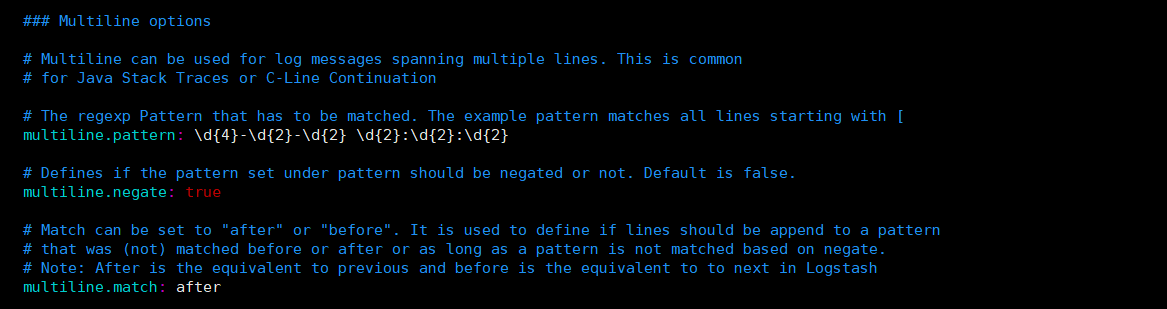 ### Multiline options
# Multiline can be used for log messages spanning multiple lines. This is common
# for Java Stack Traces or C-Line Continuation
# The regexp Pattern that has to be matched. The example pattern matches all lines starting with [
multiline.pattern: \d{4}-\d{2}-\d{2} \d{2}:\d{2}:\d{2}
# Defines if the pattern set under pattern should be negated or not. Default is false.
multiline.negate: true
# Match can be set to "after" or "before". It is used to define if lines should be append to a pattern
# that was (not) matched before or after or as long as a pattern is not matched based on negate.
# Note: After is the equivalent to previous and before is the equivalent to to next in Logstash
multiline.match: after